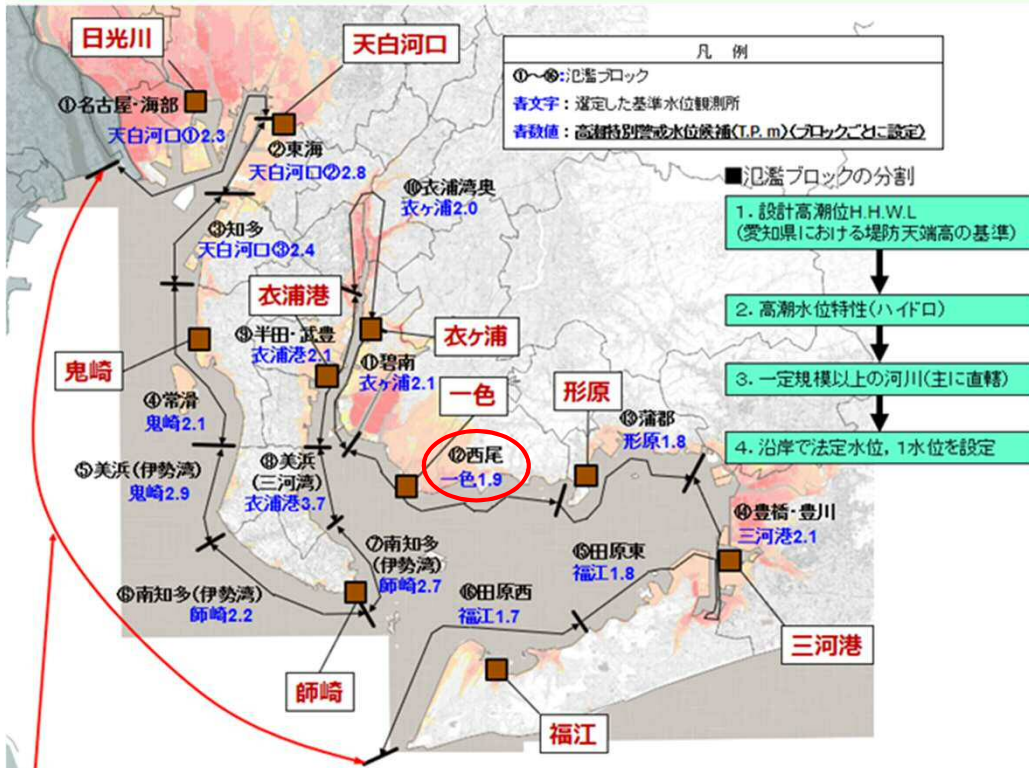 日光川
天白河口
凡 例
①～⑯:氾濫ブロック
青文字：選定した基準水位観測所
青数値：高潮特別警戒水位候補(T.P. m)(ブロックごとに設定)
①名古屋・海部
天白河口①2.3
②東海
天白河口②2.8
⑩衣浦湾奥
衣ヶ浦2.0
③知多
天白河口③2.4
■氾濫ブロックの分割
1．設計高潮位H.H.W.L
(愛知県における堤防天端高の基準)
2．高潮水位特性(ハイドロ)
3．一定規模以上の河川(主に直轄)
4．沿岸で法定水位，1水位を設定
衣浦港
⑨半田・武豊
衣浦港2.1
衣ヶ浦
鬼崎
⑪碧南
衣ヶ浦2.1
一色
形原
④常滑
鬼崎2.1
⑬蒲郡
形原1.8
⑫西尾
一色1.9
⑤美浜(伊勢湾)
鬼崎2.9
⑧美浜
(三河湾)
衣浦港3.7
⑭豊橋・豊川
三河港2.1
⑦南知多
(伊勢湾)
師崎2.7
⑮田原東
福江1.8
⑥南知多(伊勢湾)
師崎2.2
⑯田原西
福江1.7
三河港
師崎
福江